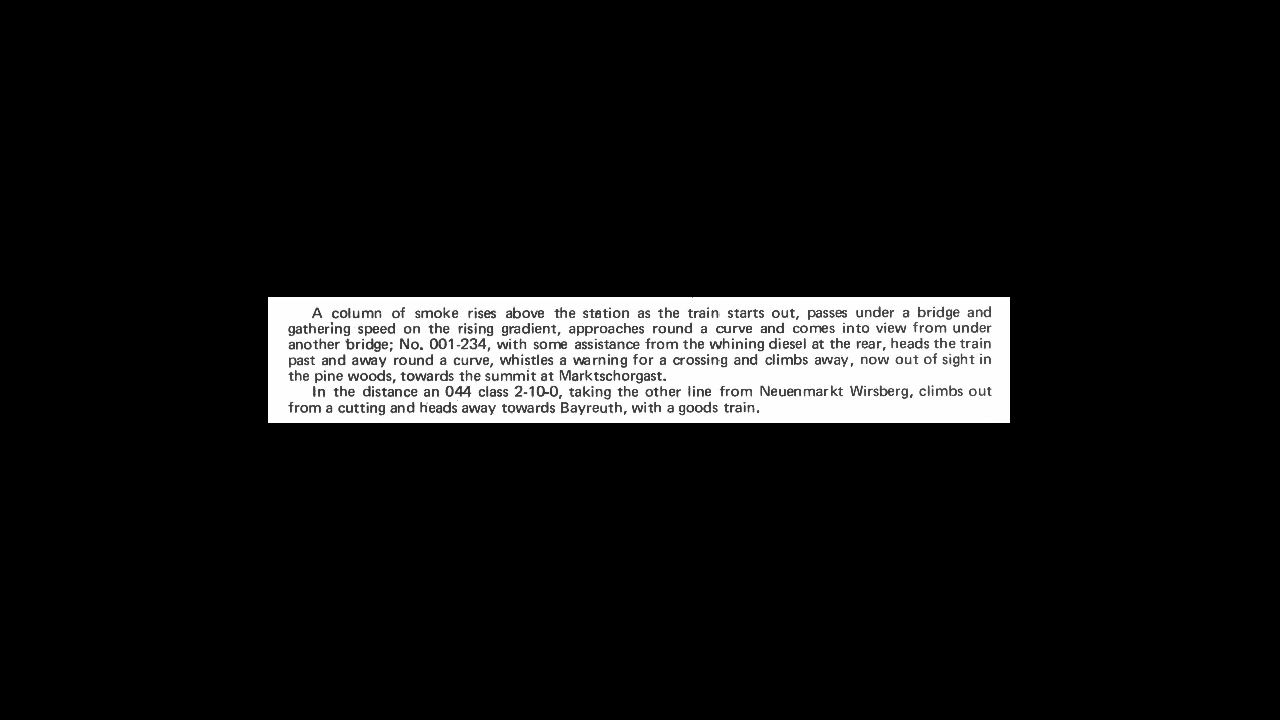 A column of smoke rises above the station as the train starts out, passes under a bridge and
gathering speed on the rising gradient, approaches round a curve and comes into view from under
another bridge; No. 001-234, with some assistance from the whining diesel at the rear, heads the train
past and away round a curve, whistles a warning for a crossing and climbs away, now out of sight in
the pine woods, towards the summit at Marktschorgast.
In the distance an 044 class 2-10-0, taking the other line from Neuenmarkt Wirsberg, climbs out
from a cutting and heads away towards Bayreuth, with a goods train.